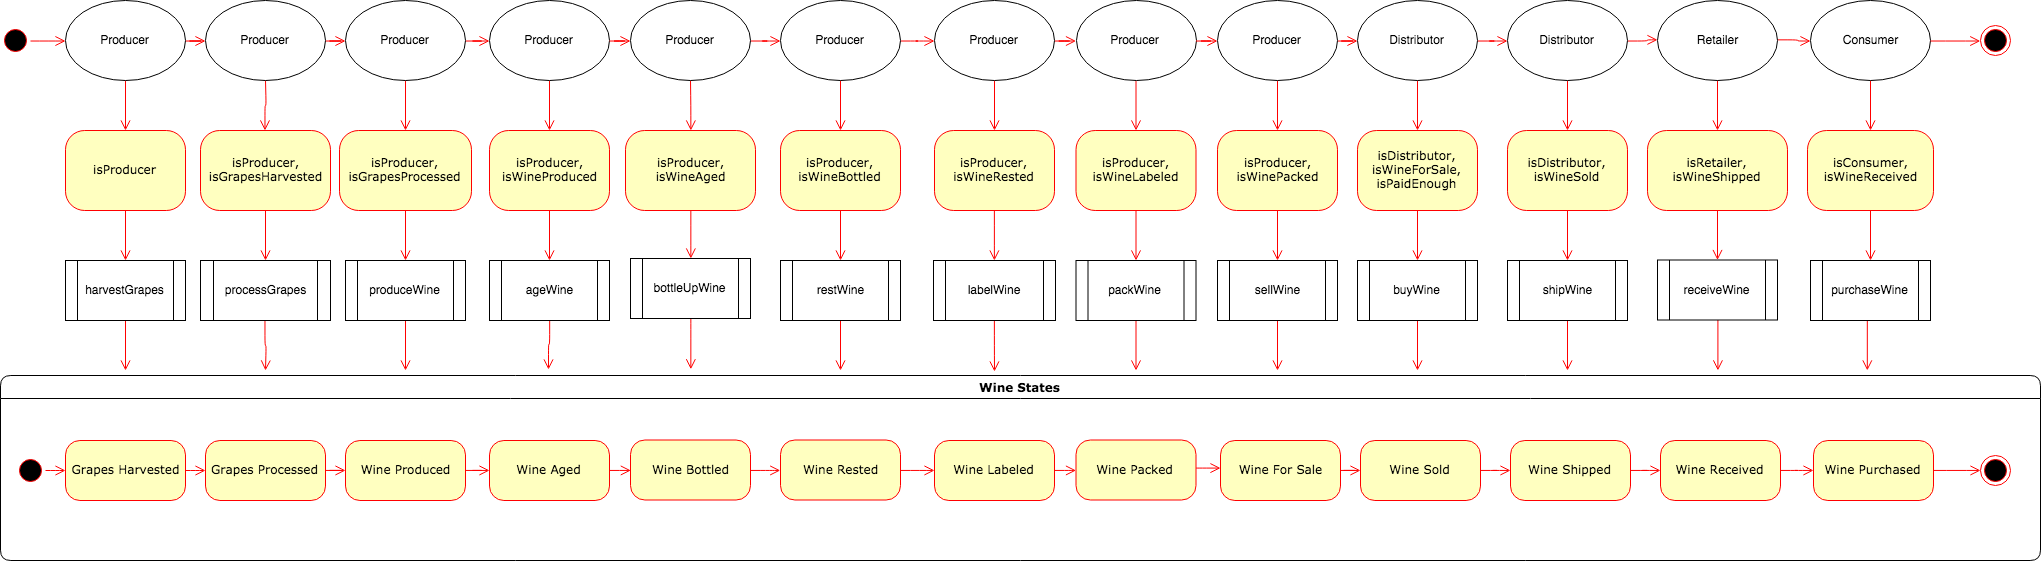 Producer
Producer
Producer
Producer
Producer
Producer
Producer
Producer
Producer
Distributor
Distributor
Retailer
Consumer
isProducer
isProducer,
isGrapesHarvested
isProducer,
isGrapesProcessed
isProducer,
isWineProduced
isProducer,
isWineAged
isProducer,
isWineBottled
isProducer,
isWineRested
isProducer,
isWineLabeled
isProducer,
isWinePacked
isDistributor,
isWineForSale,
isPaidEnough
isDistributor,
isWineSold
isRetailer,
isWineShipped
isConsumer,
isWineReceived
harvestGrapes
processGrapes
produceWine
ageWine
bottleUpWine
restWine
labelWine
packWine
sellWine
buyWine
shipWine
receiveWine
purchaseWine
Wine States
Grapes Harvested
Grapes Processed
Wine Produced
Wine Aged
Wine Bottled
Wine Rested
Wine Labeled
Wine Packed
Wine For Sale
Wine Sold
Wine Shipped
Wine Received
Wine Purchased